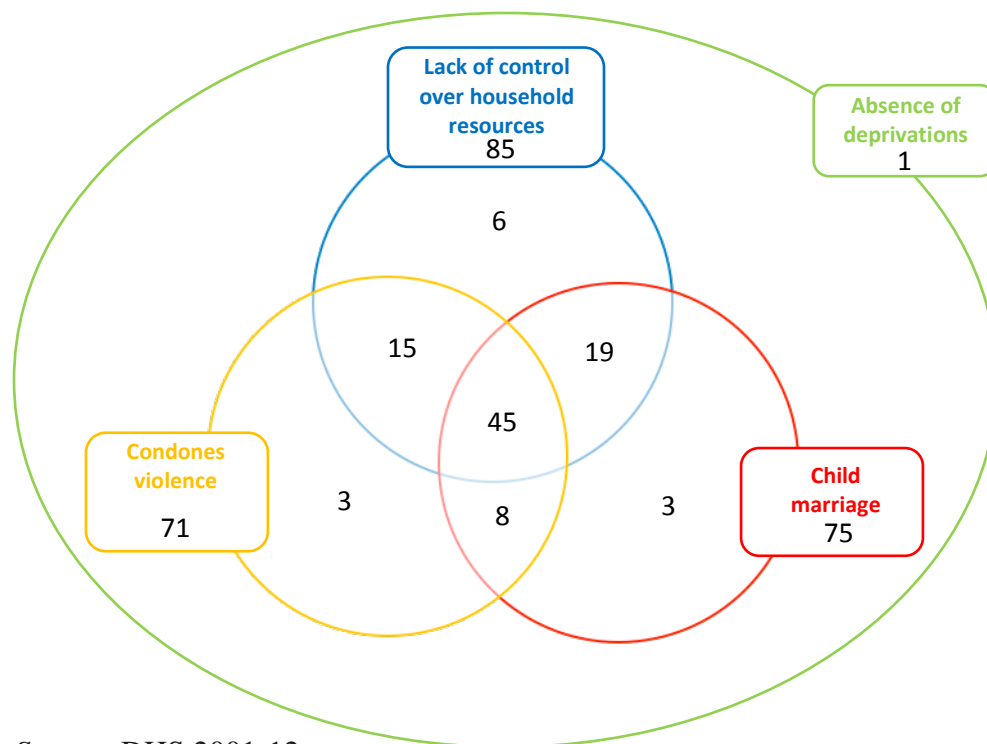 Lack of control
over household
resources
85
Absence of
deprivations
1
6
15
19
45
Condones
violence
71
3
8
3
Child
marriage
75